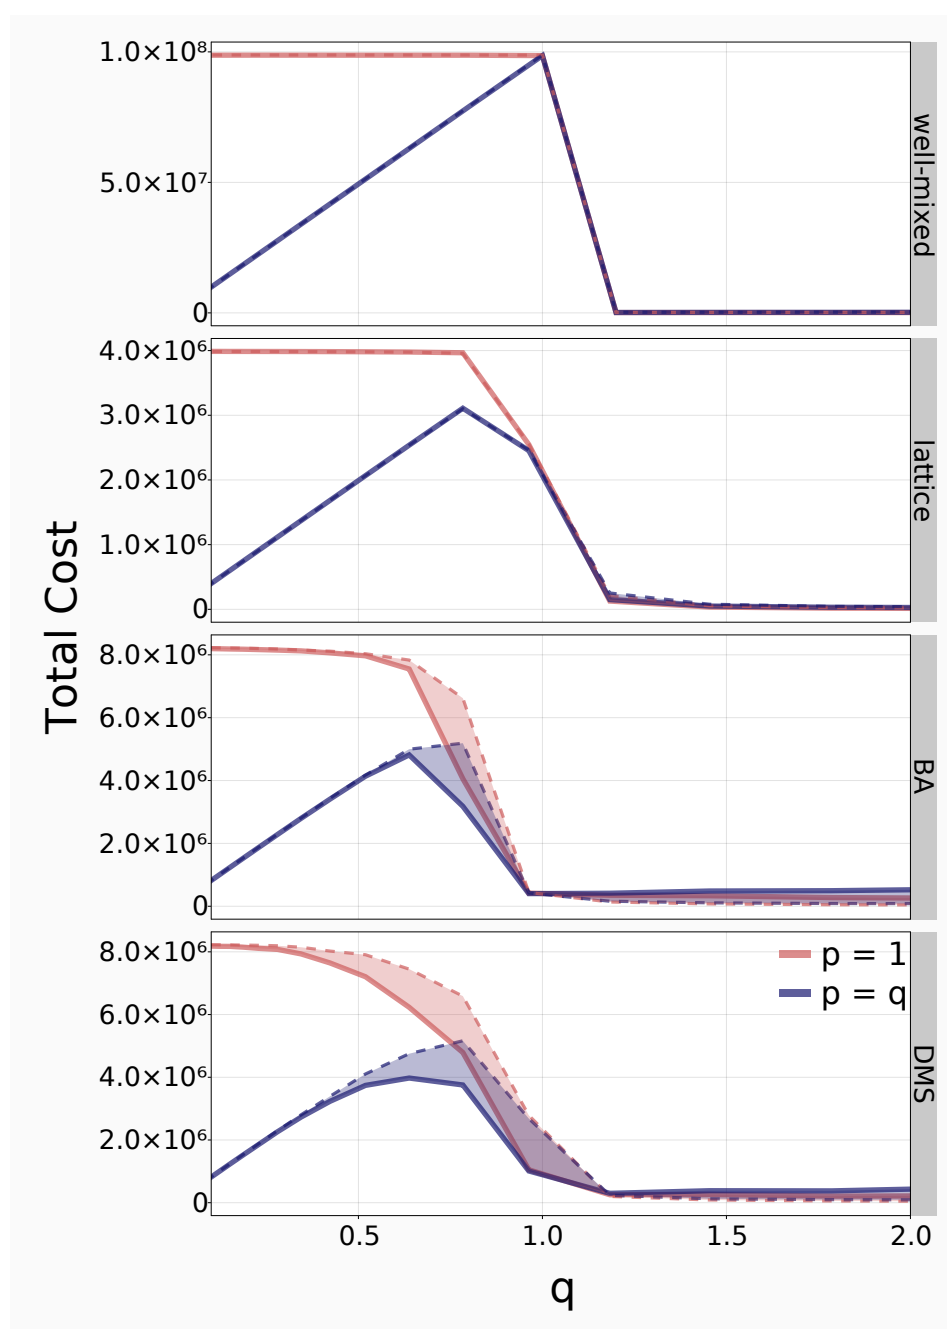 1.0×10⁸
5.0×10⁷
0
well-mixed
4.0×10⁶
3.0×10⁶
2.0×10⁶
1.0×10⁶
0
lattice
Total Cost
8.0×10⁶
6.0×10⁶
4.0×10⁶
2.0×10⁶
0
BA
8.0×10⁶
6.0×10⁶
4.0×10⁶
2.0×10⁶
0
p = 1
p = q
DMS
0.5
1.0
1.5
2.0
q